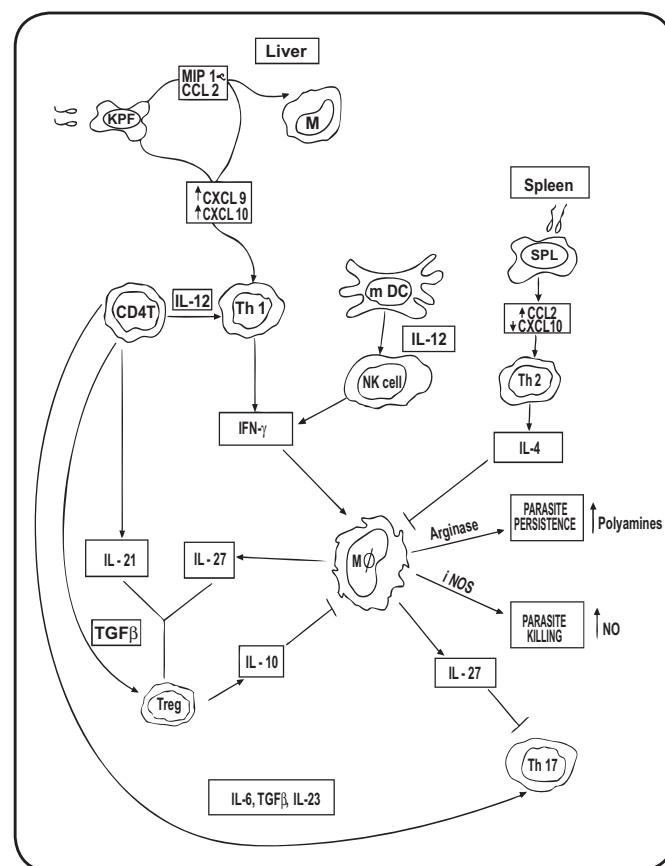 Liver
MIP 1-
CCL 2
KPF
M
↑CXCL 9
↑CXCL 10
Spleen
SPL
CD4T
IL-12
Th 1
m DC
IL-12
NK cell
↑CCL2
↓CXCL10
Th 2
IFN-γ
IL-4
Arginase
PARASITE
PERSISTENCE
↑Polyamines
IL - 21
IL - 27
MØ
i NOS
PARASITE
KILLING
↑NO
TGFβ
IL - 10
IL - 27
Treg
Th 17
IL-6, TGFβ, IL-23